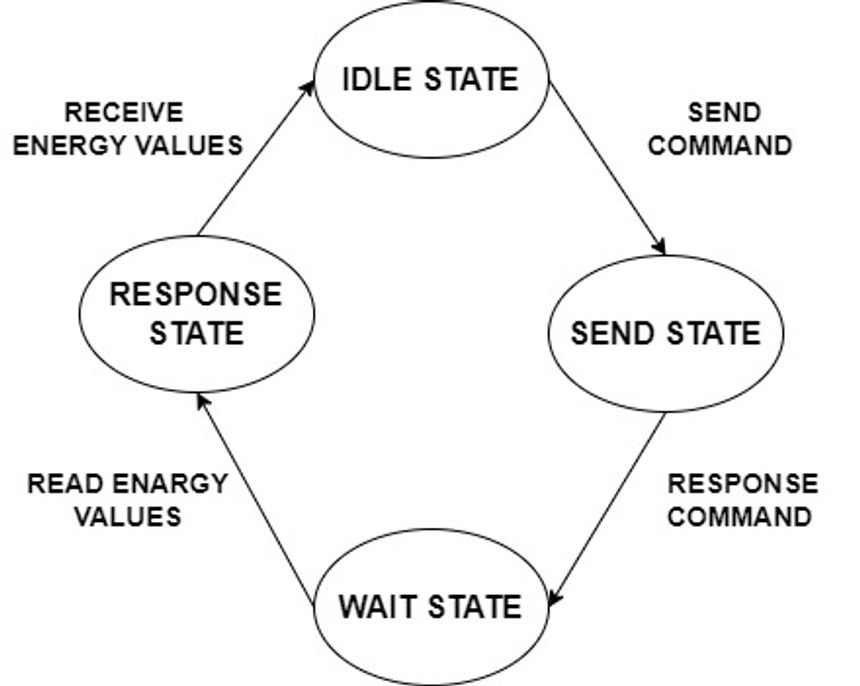 IDLE STATE
RECEIVE
ENERGY VALUES
SEND
COMMAND
RESPONSE
STATE
SEND STATE
READ ENARGY
VALUES
RESPONSE
COMMAND
WAIT STATE